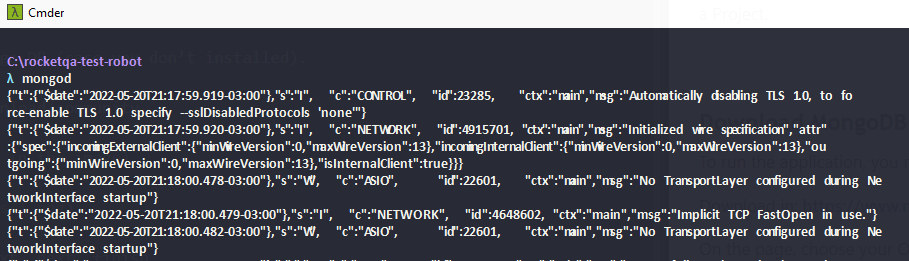 Cmder
C:\rocketqa-test-robot
λ mongod
{"t":{"$date":"2022-05-20T21:17:59.919-03:00"},"s":"I",  "c":"CONTROL",  "id":23285,   "ctx":"main","msg":"Automatically disabling TLS 1.0, to fo
rce-enable TLS 1.0 specify --sslDisabledProtocols 'none'"}
{"t":{"$date":"2022-05-20T21:17:59.920-03:00"},"s":"I",  "c":"NETWORK",  "id":4915701, "ctx":"main","msg":"Initialized wire specification","attr"
:{"spec":{"incomingExternalClient":{"minWireVersion":0,"maxWireVersion":13},"incomingInternalClient":{"minWireVersion":0,"maxWireVersion":13},"ou
tgoing":{"minWireVersion":0,"maxWireVersion":13},"isInternalClient":true}}}
{"t":{"$date":"2022-05-20T21:18:00.478-03:00"},"s":"W",  "c":"ASIO",     "id":22601,   "ctx":"main","msg":"No TransportLayer configured during Ne
tworkInterface startup"}
{"t":{"$date":"2022-05-20T21:18:00.479-03:00"},"s":"I",  "c":"NETWORK",  "id":4648602, "ctx":"main","msg":"Implicit TCP FastOpen in use."}
{"t":{"$date":"2022-05-20T21:18:00.482-03:00"},"s":"W",  "c":"ASIO",     "id":22601,   "ctx":"main","msg":"No TransportLayer configured during Ne
tworkInterface startup"}